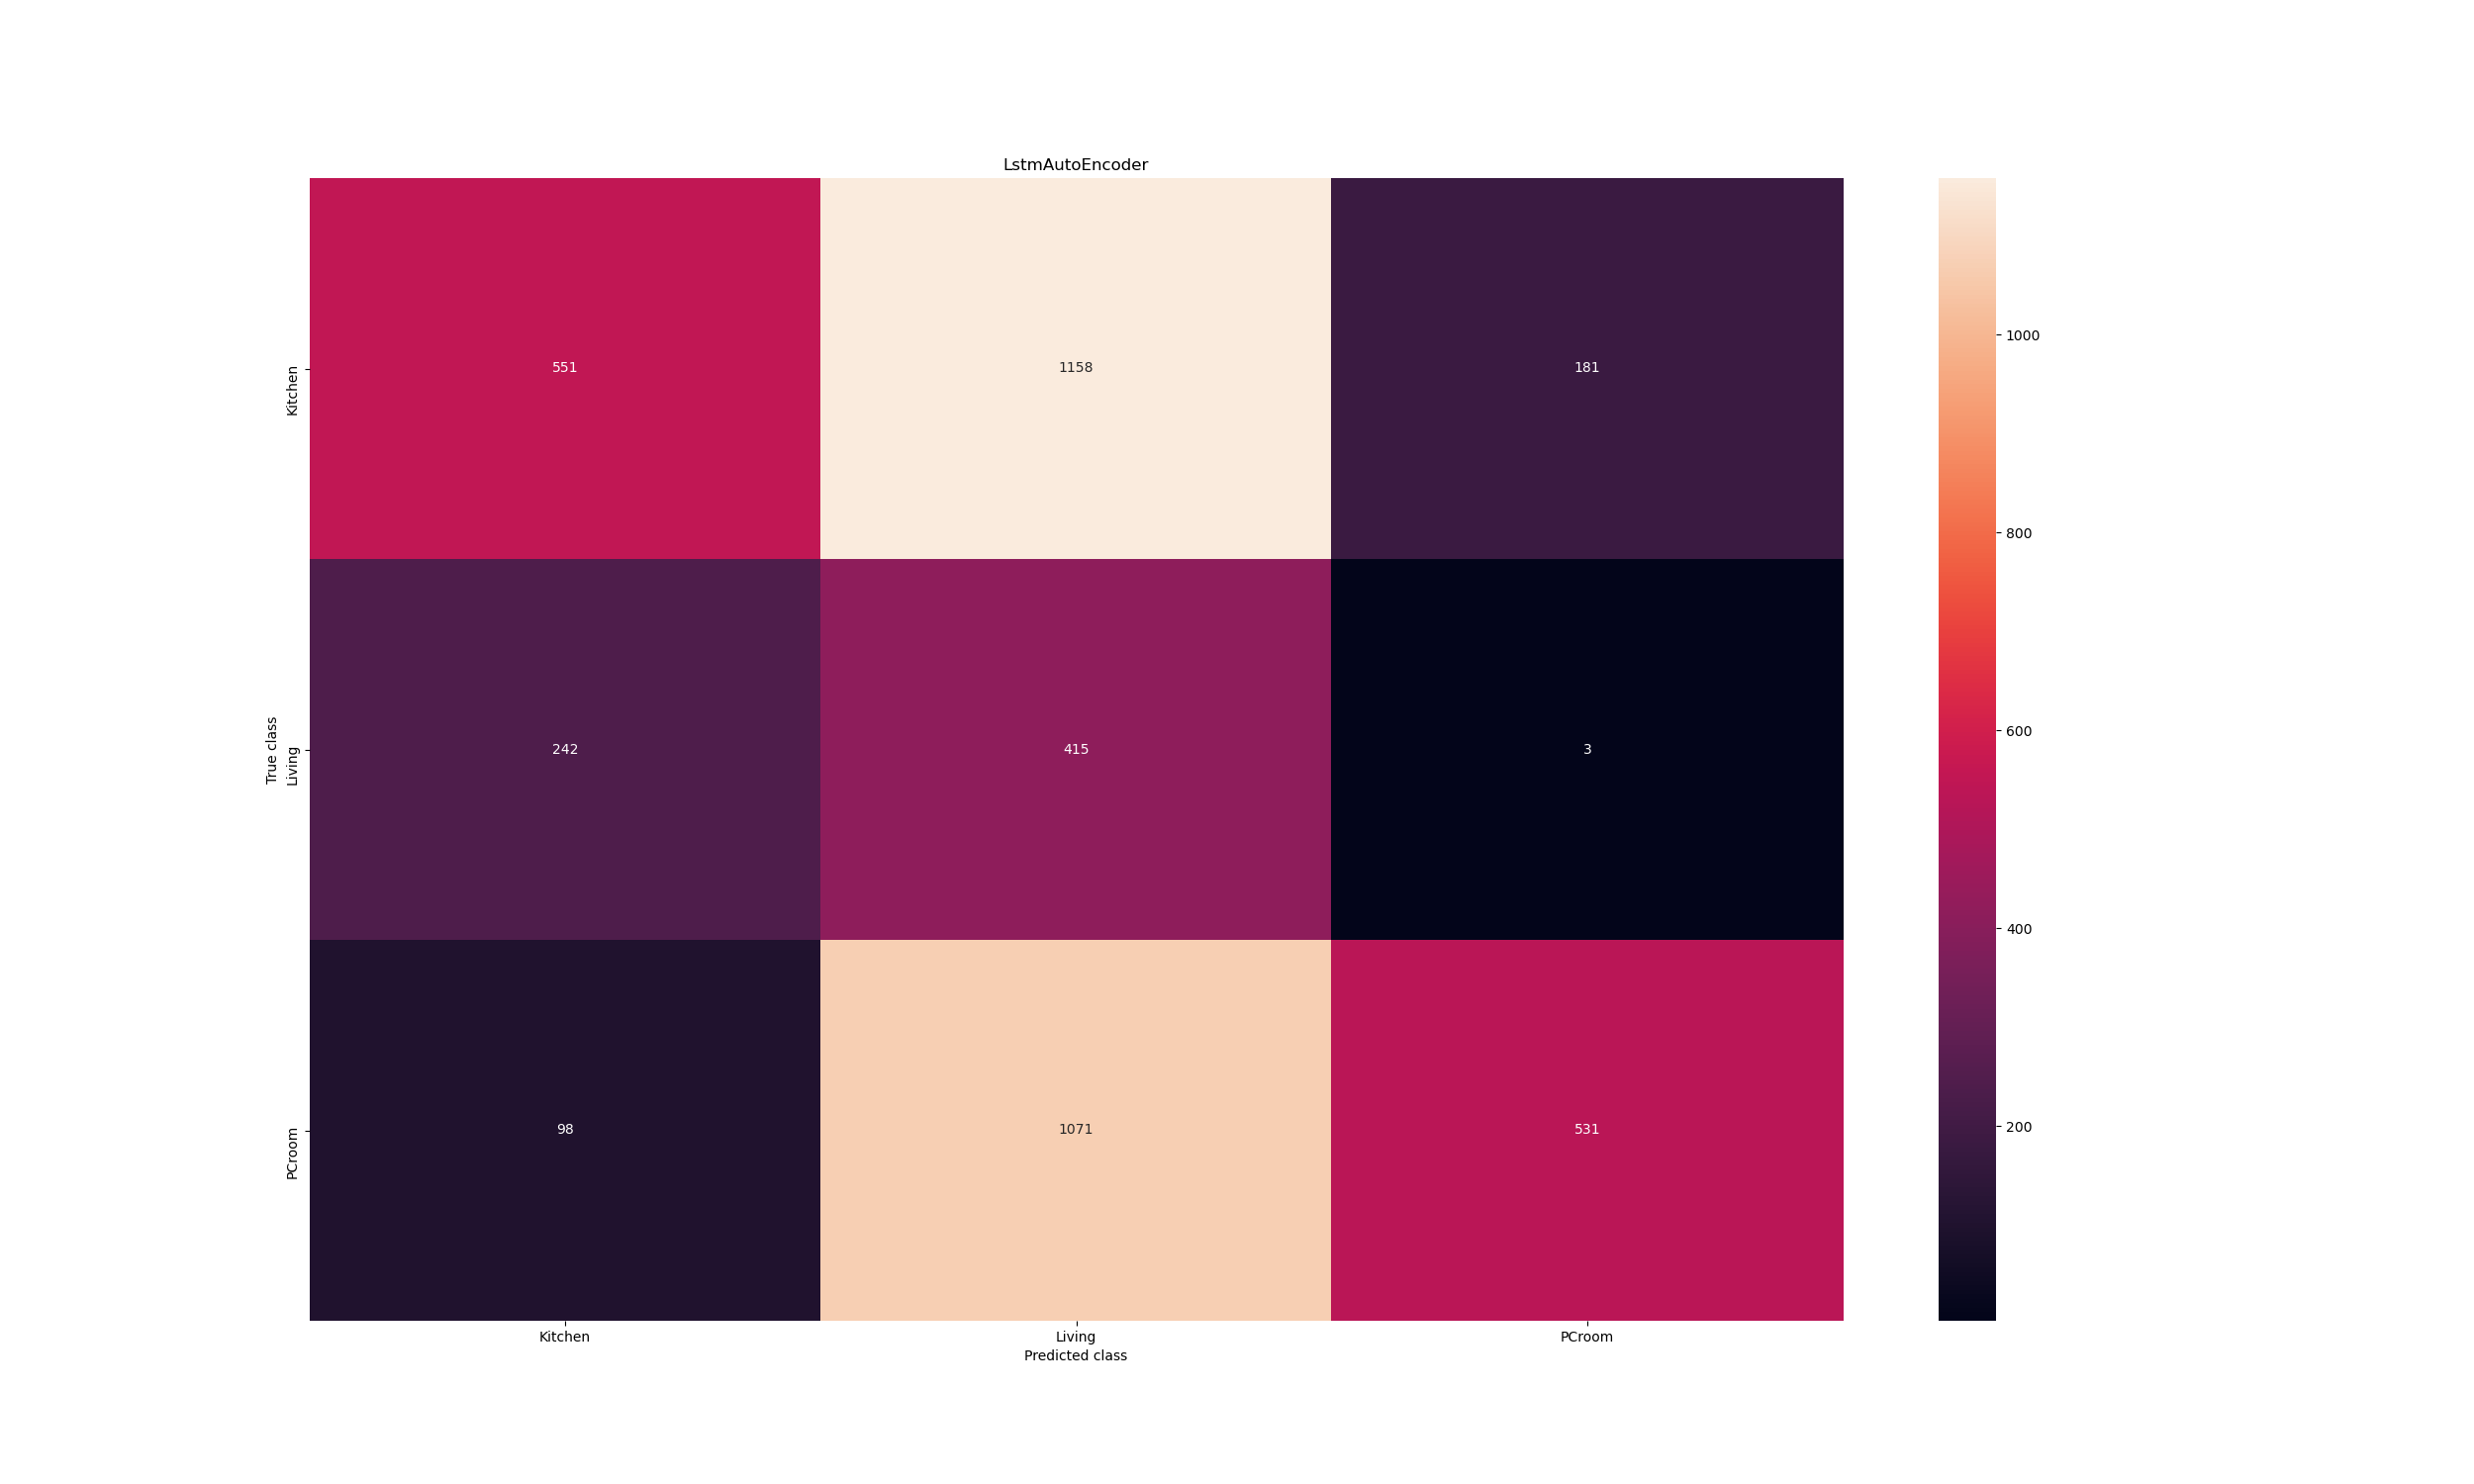 LstmAutoEncoder
Kitchen
551
1158
181
1000
800
True class
Living
242
415
3
600
400
PCroom
98
1071
531
200
Kitchen
Living
PCroom
Predicted class